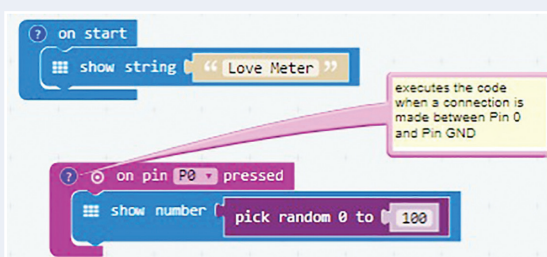 ? on start
show string “ Love Meter ”
executes the code
when a connection is
made between Pin 0
and Pin GND
? on pin P0 pressed
show number pick random 0 to 100